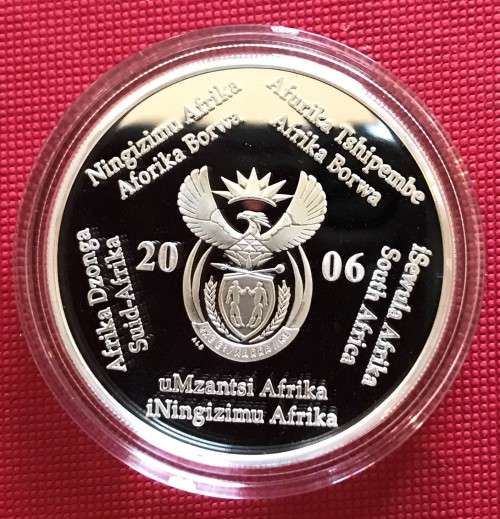 Ningizimu Afrika
Aforika Borwa
Afurika Tshipembe
Afrika Borwa
iSewula Afrika
South Africa
uMzantsi Afrika
iNingizimu Afrika
Afrika Dzonga
Suid-Afrika
20 06
ALS